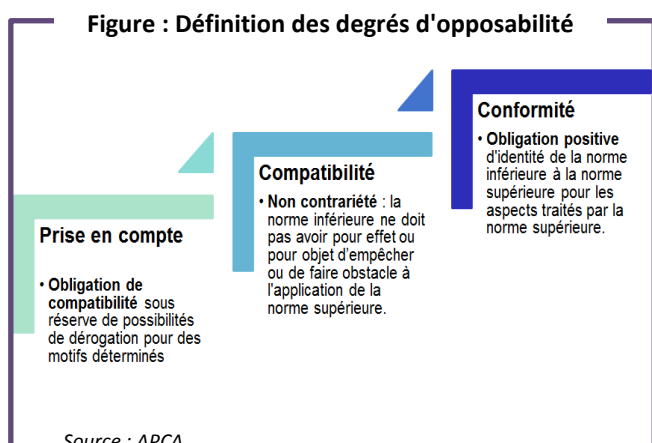 Figure : Définition des degrés d'opposabilité
Prise en compte
• Obligation de
compatibilité sous
réserve de possibilités
de dérogation pour des
motifs déterminés
Compatibilité
• Non contrariété : la
norme inférieure ne doit
pas avoir pour effet ou
pour objet d'empêcher
ou de faire obstacle à
l'application de la
norme supérieure.
Conformité
• Obligation positive
d'identité de la norme
inférieure à la norme
supérieure pour les
aspects traités par la
norme supérieure.
Source : ARCA